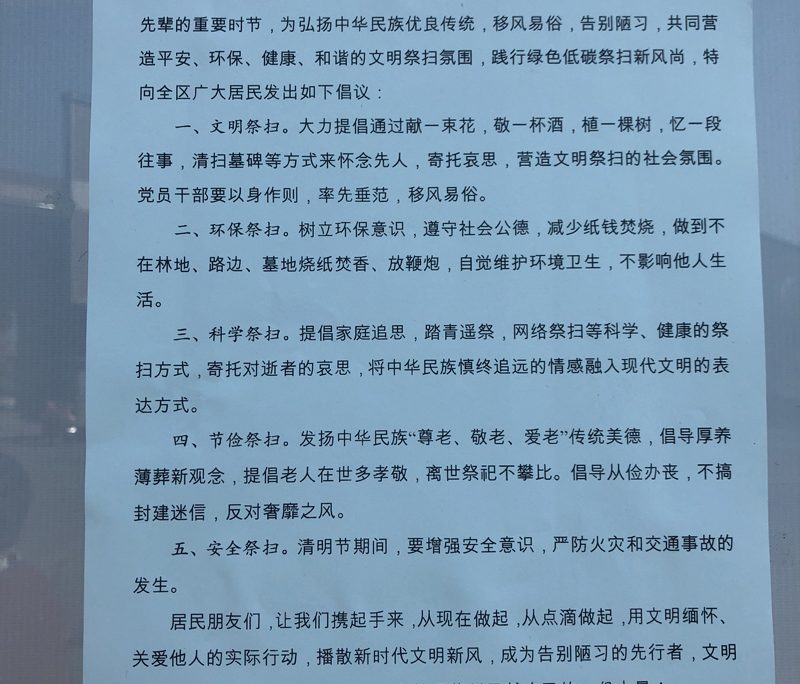 先辈的重要时节，为弘扬中华民族优良传统，移风易俗，告别陋习，共同营
造平安、环保、健康、和谐的文明祭扫氛围，践行绿色低碳祭扫新风尚，特
向全区广大居民发出如下倡议：
一、文明祭扫。大力提倡通过献一束花，敬一杯酒，植一棵树，忆一段
往事，清扫墓碑等方式来怀念先人，寄托哀思，营造文明祭扫的社会氛围。
党员干部要以身作则，率先垂范，移风易俗。
二、环保祭扫。树立环保意识，遵守社会公德，减少纸钱焚烧，做到不
在林地、路边、墓地烧纸焚香、放鞭炮，自觉维护环境卫生，不影响他人生
活。
三、科学祭扫。提倡家庭追思，踏青遥祭，网络祭扫等科学、健康的祭
扫方式，寄托对逝者的哀思，将中华民族慎终追远的情感融入现代文明的表
达方式。
四、节俭祭扫。发扬中华民族“尊老、敬老、爱老”传统美德，倡导厚养
薄葬新观念，提倡老人在世多孝敬，离世祭祀不攀比。倡导从俭办丧，不搞
封建迷信，反对奢靡之风。
五、安全祭扫。清明节期间，要增强安全意识，严防火灾和交通事故的
发生。
居民朋友们，让我们携起手来，从现在做起，从点滴做起，用文明缅怀、
关爱他人的实际行动，播散新时代文明新风，成为告别陋习的先行者，文明